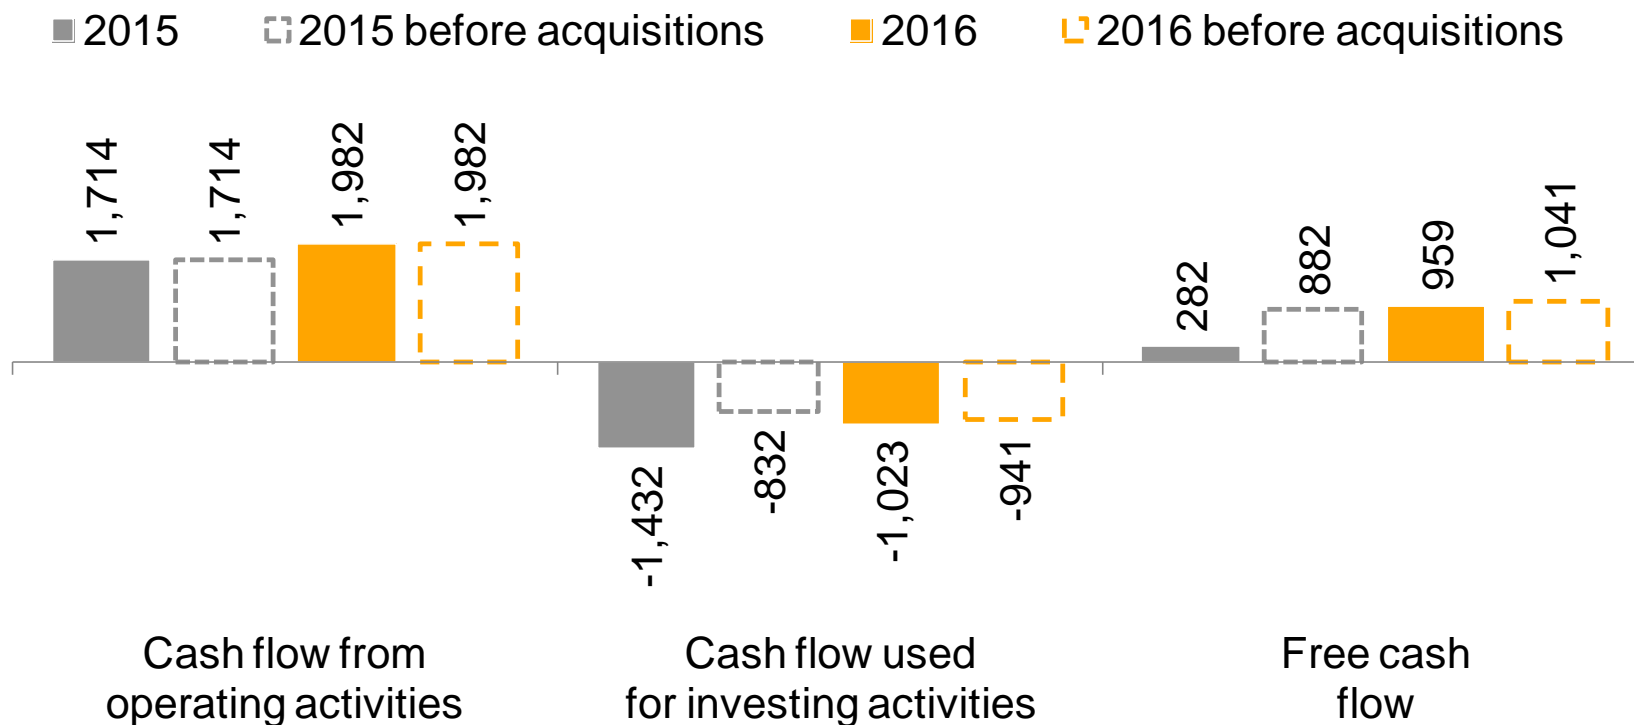 2015 2015 before acquisitions 2016 2016 before acquisitions
1,714 1,714 1,982 1,982
282 882 959 1,041
-1,432 -832 -1,023 -941
Cash flow from
operating activities
Cash flow used
for investing activities
Free cash
flow